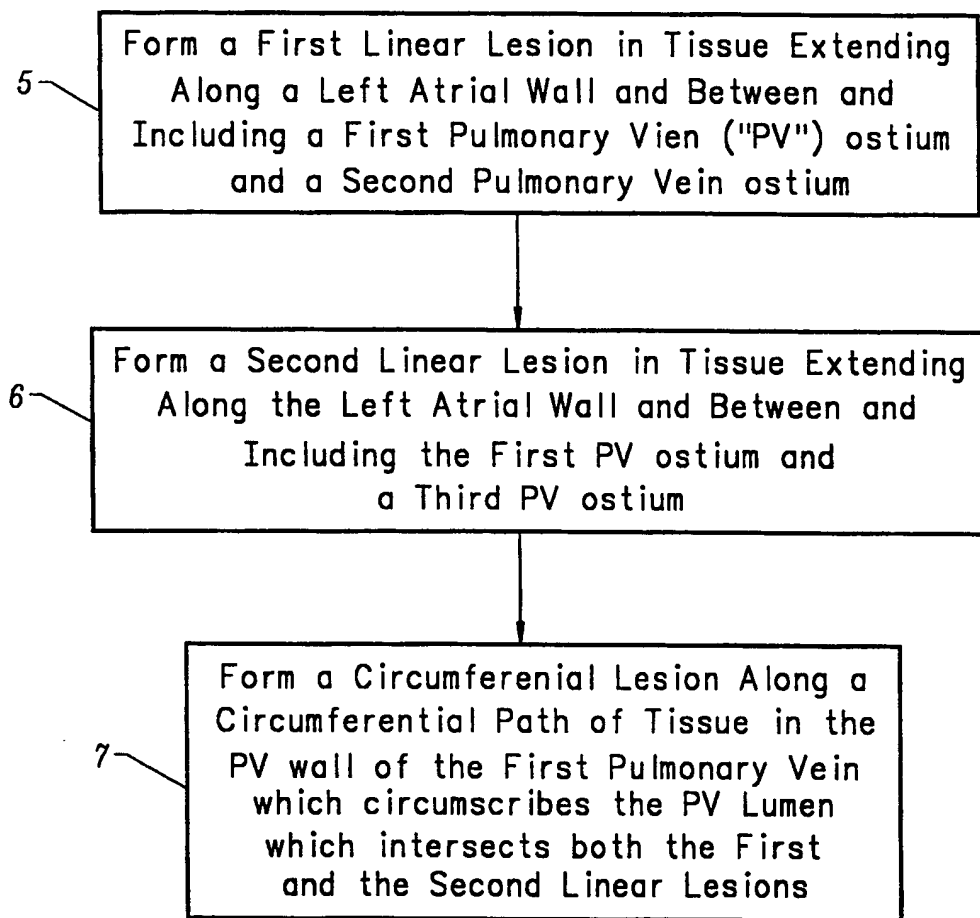 Form a First Linear Lesion in Tissue Extending
5
Along a Left Atrial Wall and Between and
Including a First Pulmonary Vien ("PV") ostium
and a Second Pulmonary Vein ostium
Form a Second Linear Lesion in Tissue Extending
6
Along the Left Atrial Wall and Between and
Including the First PV ostium and
a Third PV ostium
Form a Circumferenial Lesion Along a
Circumferential Path of Tissue in the
7
PV wall of the First Pulmonary Vein
which circumscribes the PV Lumen
which intersects both the First
and the Second Linear Lesions